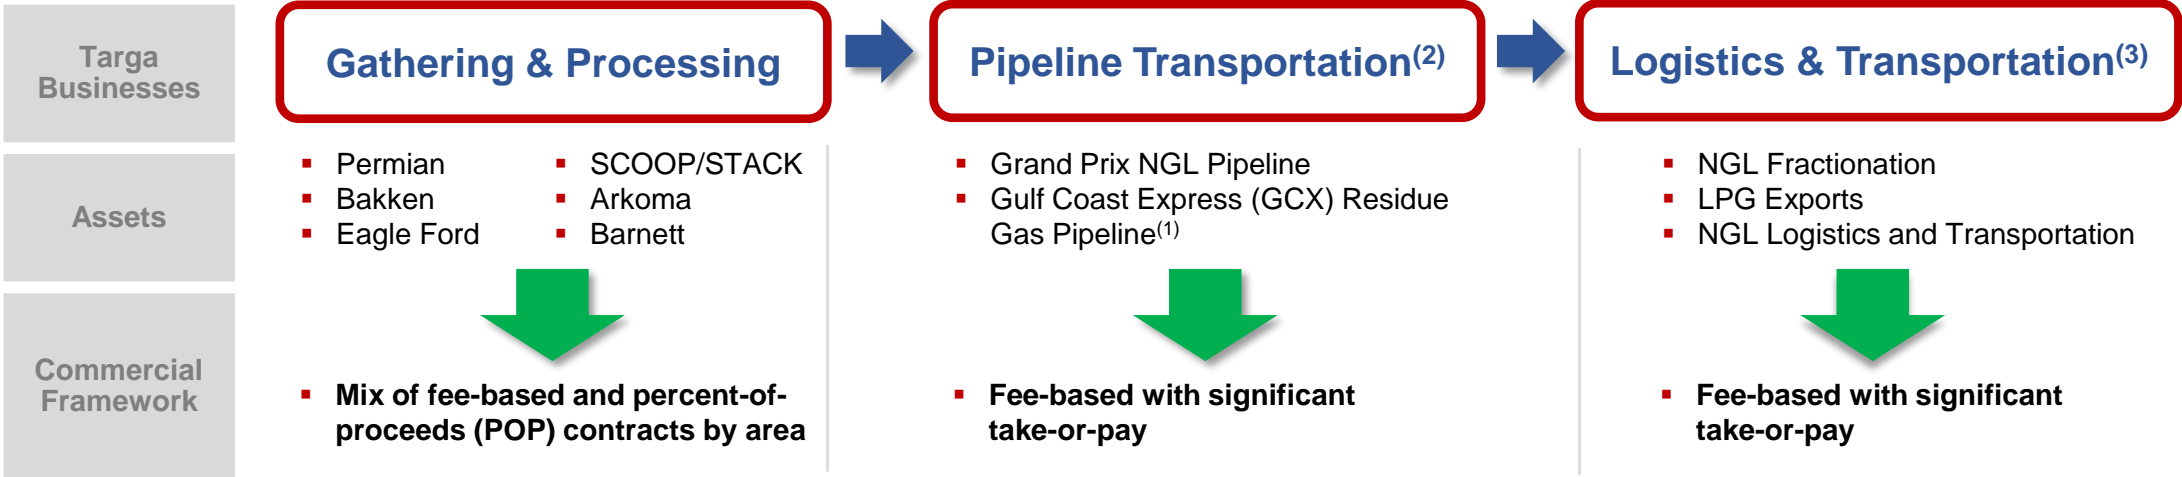 Targa
Businesses
Gathering & Processing
Pipeline Transportation(2)
Logistics & Transportation(3)
Assets
▪ Permian
▪ Bakken
▪ Eagle Ford
▪ SCOOP/STACK
▪ Arkoma
▪ Barnett
▪ Grand Prix NGL Pipeline
▪ Gulf Coast Express (GCX) Residue
Gas Pipeline(1)
▪ NGL Fractionation
▪ LPG Exports
▪ NGL Logistics and Transportation
Commercial
Framework
▪ Mix of fee-based and percent-of-
proceeds (POP) contracts by area
▪ Fee-based with significant
take-or-pay
▪ Fee-based with significant
take-or-pay